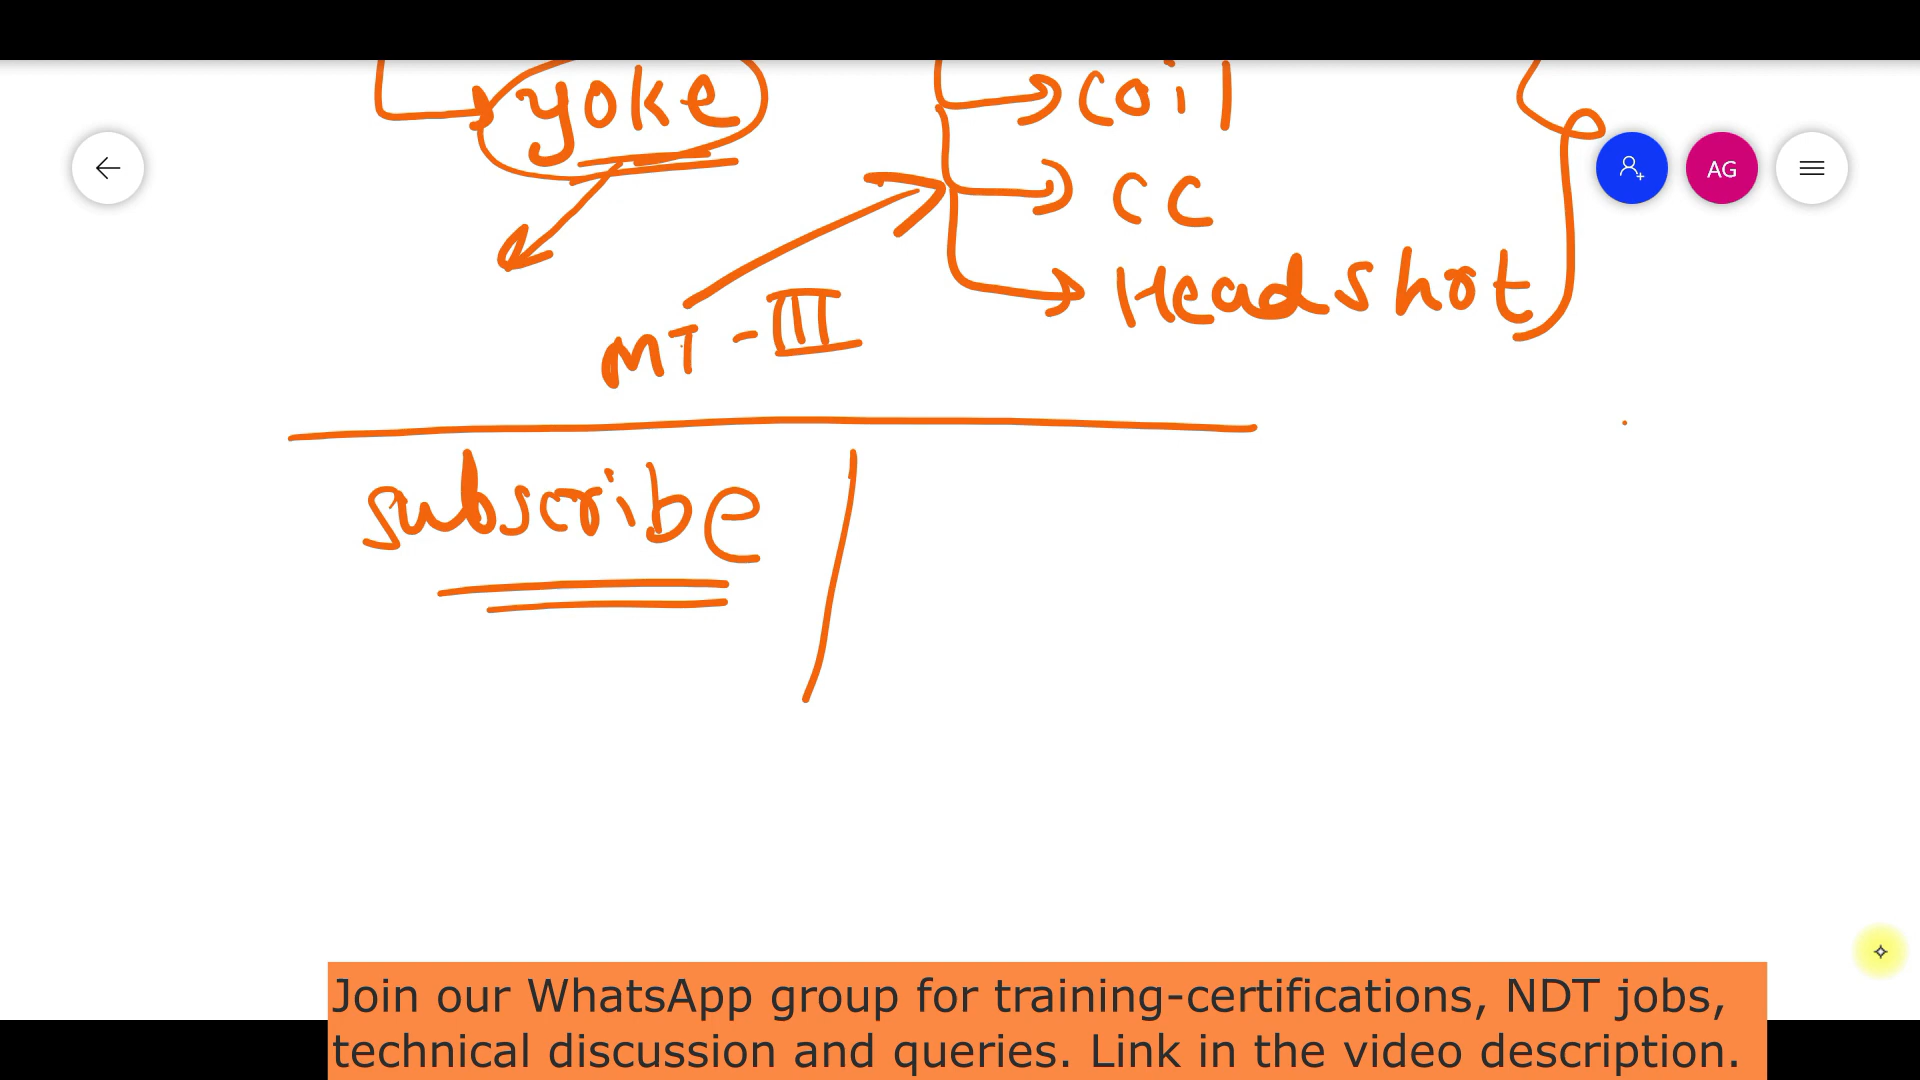 yoke
coil
CC
Headshot
MT-III
subscribe
AG
Join our WhatsApp group for training-certifications, NDT jobs,
technical discussion and queries. Link in the video description.